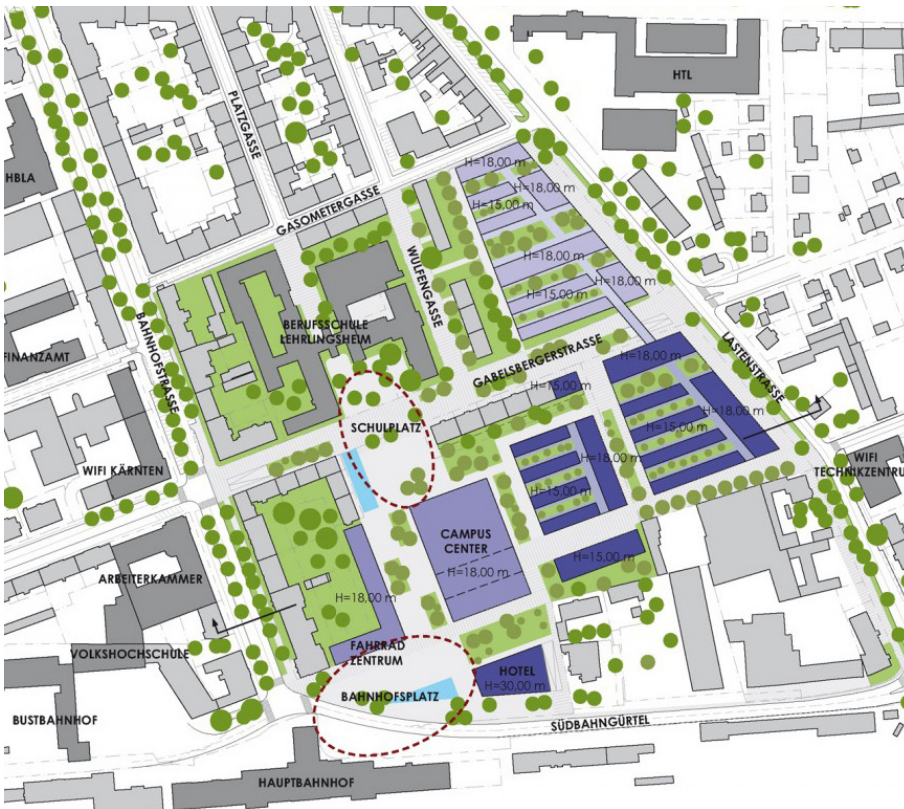 HTL
PLATZGASSE
H=18,00 m
HBLA
H=18,00 m
H=15,00 m
GASOMETERGASSE
WULFENGASSE
H=18,00 m
H=18,00 m
H=15,00 m
BERUFSSCHULE
LEHRLINGSHEIM
BAHNHOFSTRASSE
FINANZAMT
GABELSBERGERSTRASSE
LASTENSTRASSE
H=18,00 m
H=15,00 m
H=18,00 m
SCHULPLATZ
H=15,00 m
H=18,00 m
WIFI KÄRNTEN
WIFI
TECHNIKZENTRU
H=15,00 m
CAMPUS
CENTER
H=15,00 m
H=18,00 m
ARBEITERKAMMER
H=18,00 m
VOLKSHOCHSCHULE
FAHRRAD
ZENTRUM
HOTEL
H=30,00 m
BAHNHOFSPLATZ
BUSTBAHNHOF
SÜDBAHNGÜRTEL
HAUPTBAHNHOF